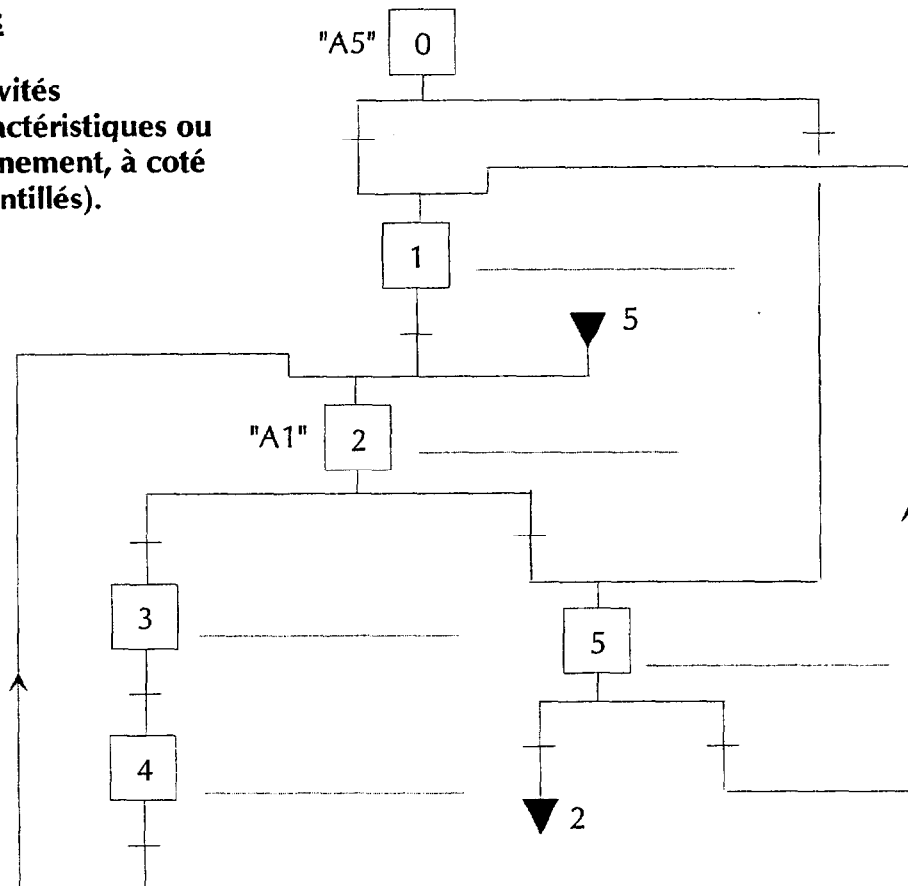 "A5" 0
vités
actéristiques ou
nement, à coté
ntillés).
1
5
"A1" 2
3
5
4
2